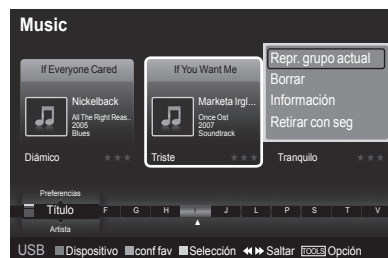 Music
If Everyone Cared
Nickelback
All The Right Reas..
2005
Blues
Diámico
If You Want Me
Marketa Irgl...
Once Ost
2007
Soundtrack
Triste
Repr. grupo actual
Borrar
Información
Retirar con seg
Tranquilo
Preferencias
Título
F G H I J L P S T V
Artista
USB Dispositivo conf fav Selección Saltar TOOLS Opción